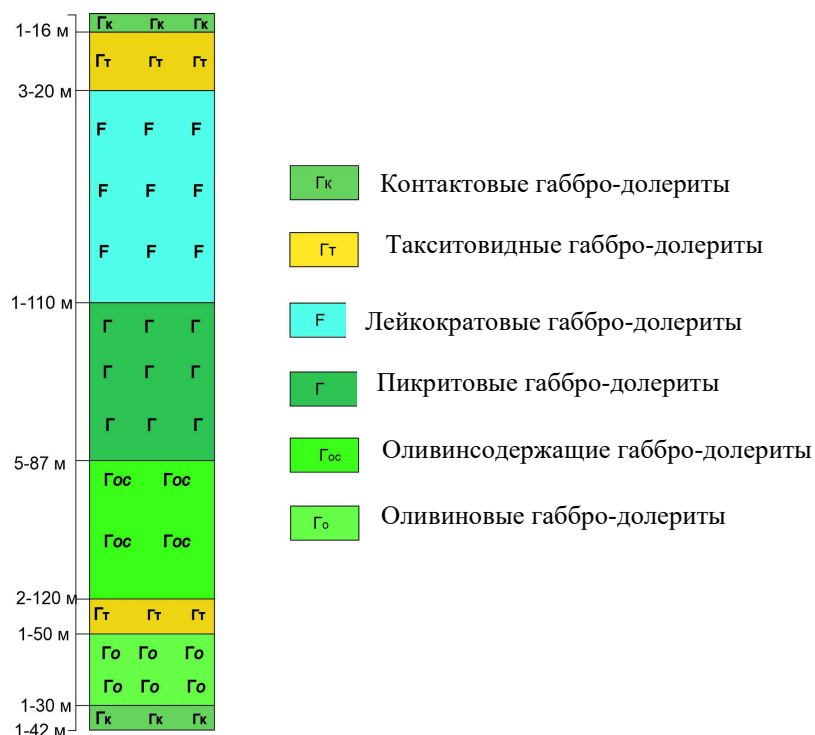 Гк Гк Гк
1-16 м
Гт Гт Гт
3-20 м
F F F
F F F
F F F
1-110 м
Г Г Г
Г Г Г
Г Г Г
5-87 м
Гос Гос
Гос Гос
2-120 м
Гт Гт Гт
1-50 м
Го Го Го
Го Го Го
1-30 м
Гк Гк Гк
1-42 м
Гк Контактовые габбро-долериты
Гт Такситовидные габбро-долериты
F Лейкократовые габбро-долериты
Г Пикритовые габбро-долериты
Гос Оливинсодержащие габбро-долериты
Го Оливиновые габбро-долериты